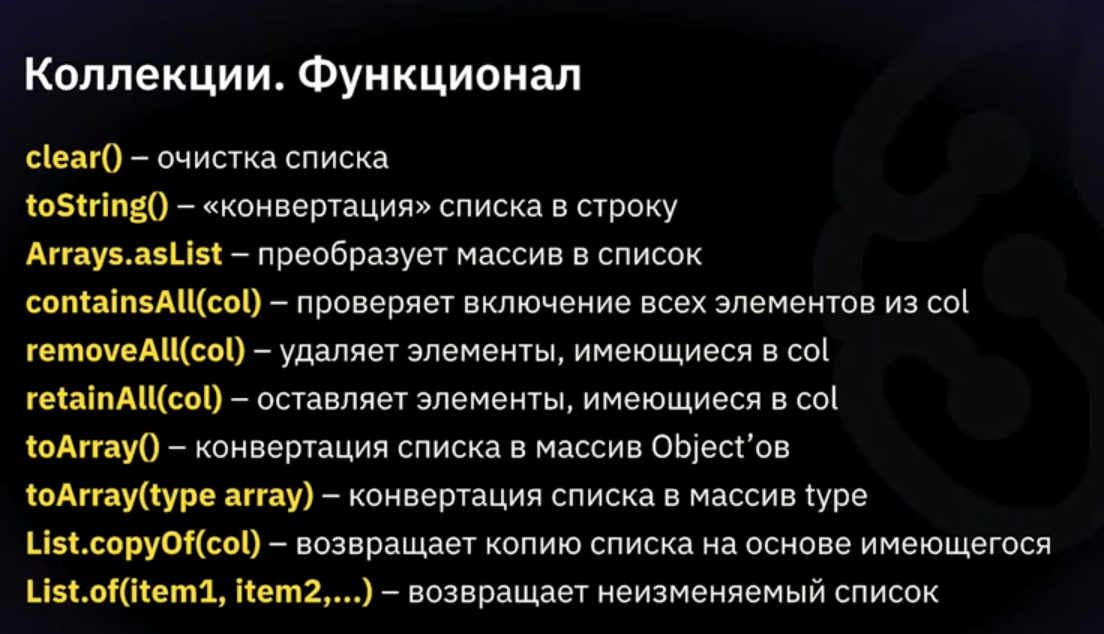 Коллекции. Функционал
clear() – очистка списка
toString() – «конвертация» списка в строку
Arrays.asList – преобразует массив в список
containsAll(col) – проверяет включение всех элементов из col
removeAll(col) – удаляет элементы, имеющиеся в col
retainAll(col) – оставляет элементы, имеющиеся в col
toArray() – конвертация списка в массив Object’ов
toArray(type array) – конвертация списка в массив type
List.copyOf(col) – возвращает копию списка на основе имеющегося
List.of(item1, item2,...) – возвращает неизменяемый список